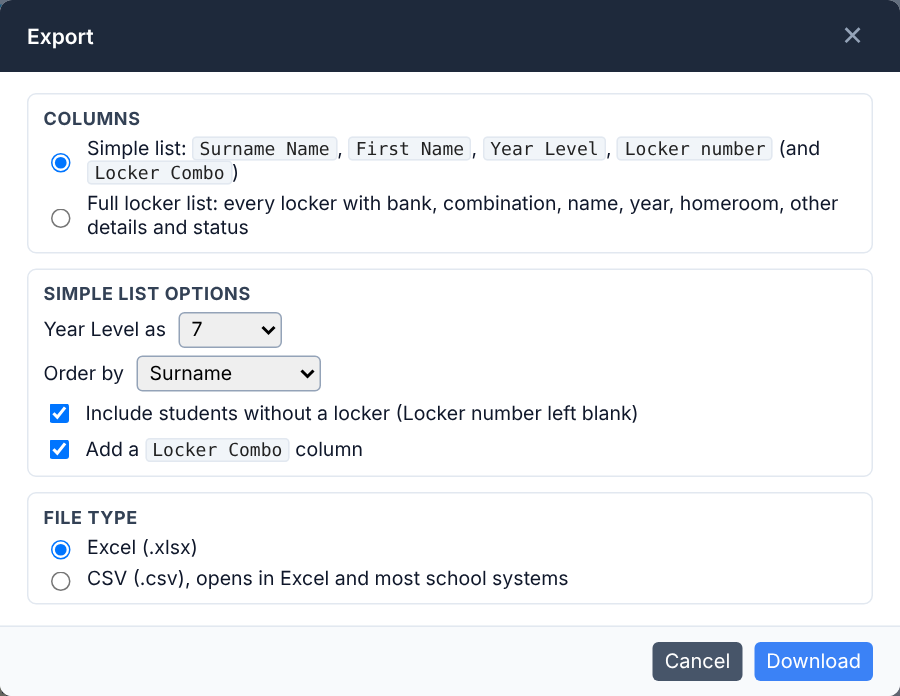 Export
COLUMNS
Simple list: Surname Name, First Name, Year Level, Locker number (and
Locker Combo)
Full locker list: every locker with bank, combination, name, year, homeroom, other
details and status
SIMPLE LIST OPTIONS
Year Level as 7
Order by Surname
Include students without a locker (Locker number left blank)
Add a Locker Combo column
FILE TYPE
Excel (.xlsx)
CSV (.csv), opens in Excel and most school systems
Cancel Download